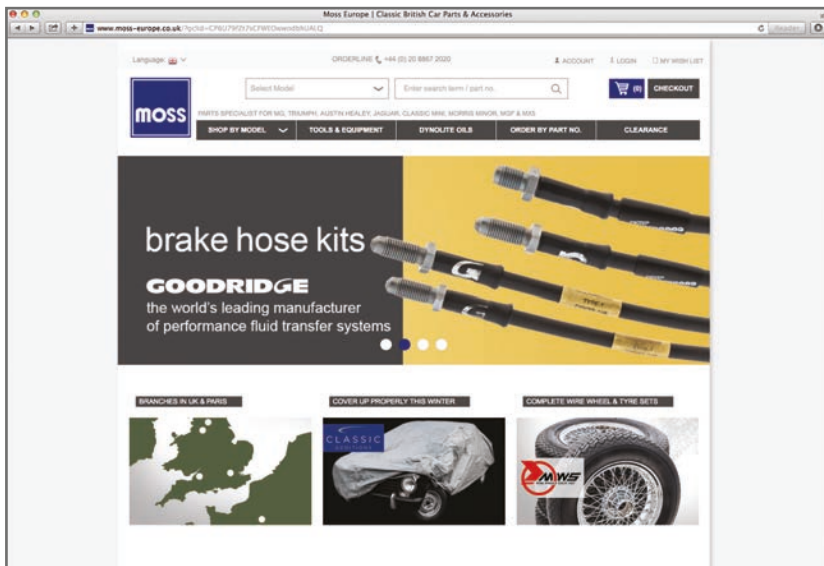 Moss Europe | Classic British Car Parts & Accessories
www.moss-europe.co.uk
Reader
Language:
ORDERLINE +44 (0) 20 8867 2020
ACCOUNT
LOGIN
MY WISH LIST
Select Model
Enter search term / part no.
(0)
CHECKOUT
moss
PARTS SPECIALIST FOR MG, TRIUMPH, AUSTIN HEALEY, JAGUAR, CLASSIC MINI, MORRIS MINOR, MGF & MX5
SHOP BY MODEL
TOOLS & EQUIPMENT
DYNOLITE OILS
ORDER BY PART NO.
CLEARANCE
brake hose kits
GOODRIDGE
the world's leading manufacturer
of performance fluid transfer systems
G
BRANCHES IN UK & PARIS
COVER UP PROPERLY THIS WINTER
COMPLETE WIRE WHEEL & TYRE SETS
CLASSIC
MWS